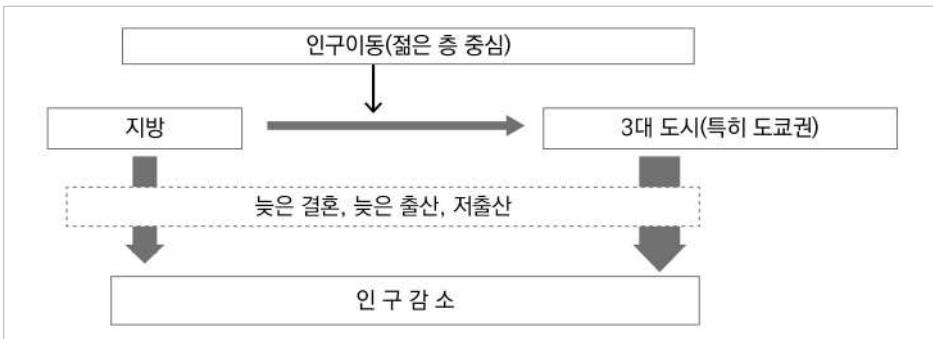 인구이동(젊은 층 중심)
지방
3대 도시(특히 도쿄권)
늦은 결혼, 늦은 출산, 저출산
인 구 감 소